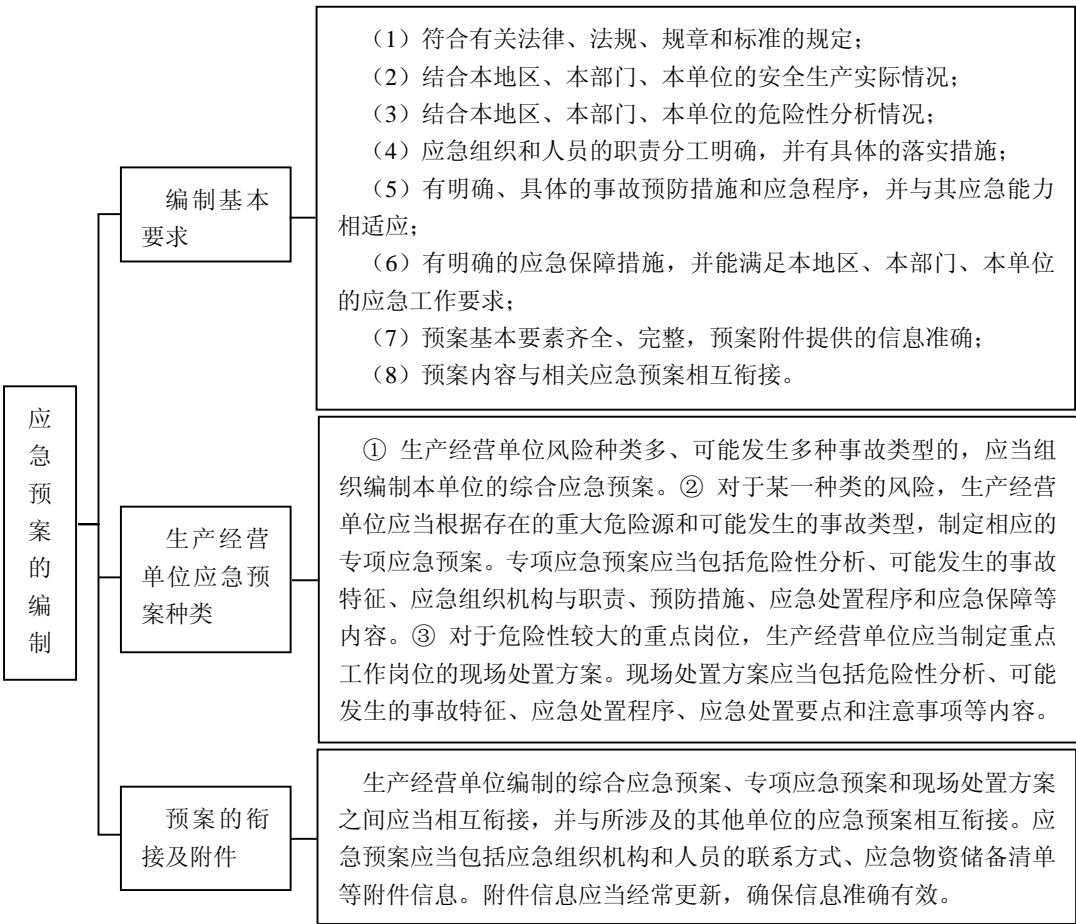 应
急
预
案
的
编
制
编制基本
要求
（1）符合有关法律、法规、规章和标准的规定；
（2）结合本地区、本部门、本单位的安全生产实际情况；
（3）结合本地区、本部门、本单位的危险性分析情况；
（4）应急组织和人员的职责分工明确，并有具体的落实措施；
（5）有明确、具体的事故预防措施和应急程序，并与其应急能力
相适应；
（6）有明确的应急保障措施，并能满足本地区、本部门、本单位
的应急工作要求；
（7）预案基本要素齐全、完整，预案附件提供的信息准确；
（8）预案内容与相关应急预案相互衔接。
生产经营
单位应急预
案种类
① 生产经营单位风险种类多、可能发生多种事故类型的，应当组
织编制本单位的综合应急预案。② 对于某一种类的风险，生产经营
单位应当根据存在的重大危险源和可能发生的事故类型，制定相应的
专项应急预案。专项应急预案应当包括危险性分析、可能发生的事故
特征、应急组织机构与职责、预防措施、应急处置程序和应急保障等
内容。③ 对于危险性较大的重点岗位，生产经营单位应当制定重点
工作岗位的现场处置方案。现场处置方案应当包括危险性分析、可能
发生的事故特征、应急处置程序、应急处置要点和注意事项等内容。
预案的衔
接及附件
生产经营单位编制的综合应急预案、专项应急预案和现场处置方案
之间应当相互衔接，并与所涉及的其他单位的应急预案相互衔接。应
急预案应当包括应急组织机构和人员的联系方式、应急物资储备清单
等附件信息。附件信息应当经常更新，确保信息准确有效。